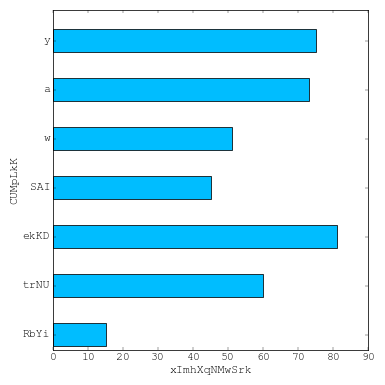 y
a
w
SAI
ekKD
trNU
RbYi
CUMpLkK
0 10 20 30 40 50 60 70 80 90
xImhXqNMwSrk